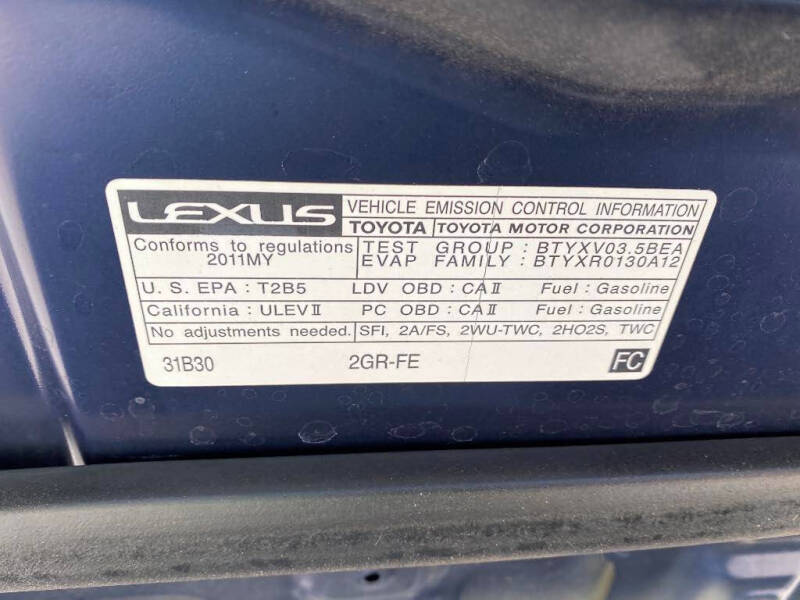 LEXUS VEHICLE EMISSION CONTROL INFORMATION
TOYOTA TOYOTA MOTOR CORPORATION
Conforms to regulations
2011MY
TEST GROUP : BTYXV03.5BEA
EVAP FAMILY : BTYXR0130A12
U.S. EPA : T2B5 LDV OBD : CAⅡ Fuel : Gasoline
California : ULEVⅡ PC OBD : CAⅡ Fuel : Gasoline
No adjustments needed. SFI, 2A/FS, 2WU-TWC, 2HO2S, TWC
31B30 2GR-FE FC